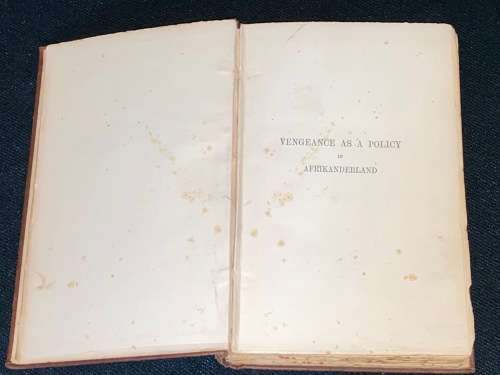 VENGEANCE AS A POLICY
IN
AFRIKANDERLAND